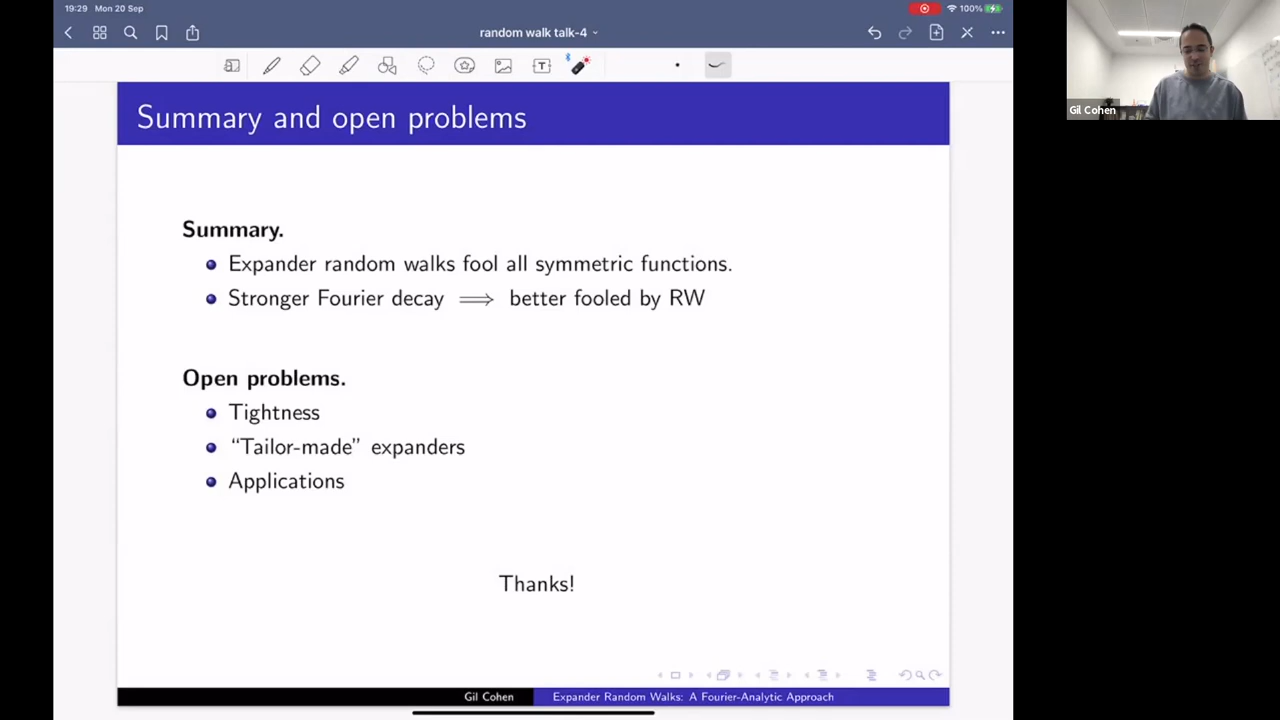 19:29 Mon 20 Sep
100%
random walk talk-4
T
Summary and open problems
Summary.
Expander random walks fool all symmetric functions.
Stronger Fourier decay ⟹ better fooled by RW
Open problems.
Tightness
“Tailor-made” expanders
Applications
Thanks!
Gil Cohen Expander Random Walks: A Fourier-Analytic Approach
Gil Cohen